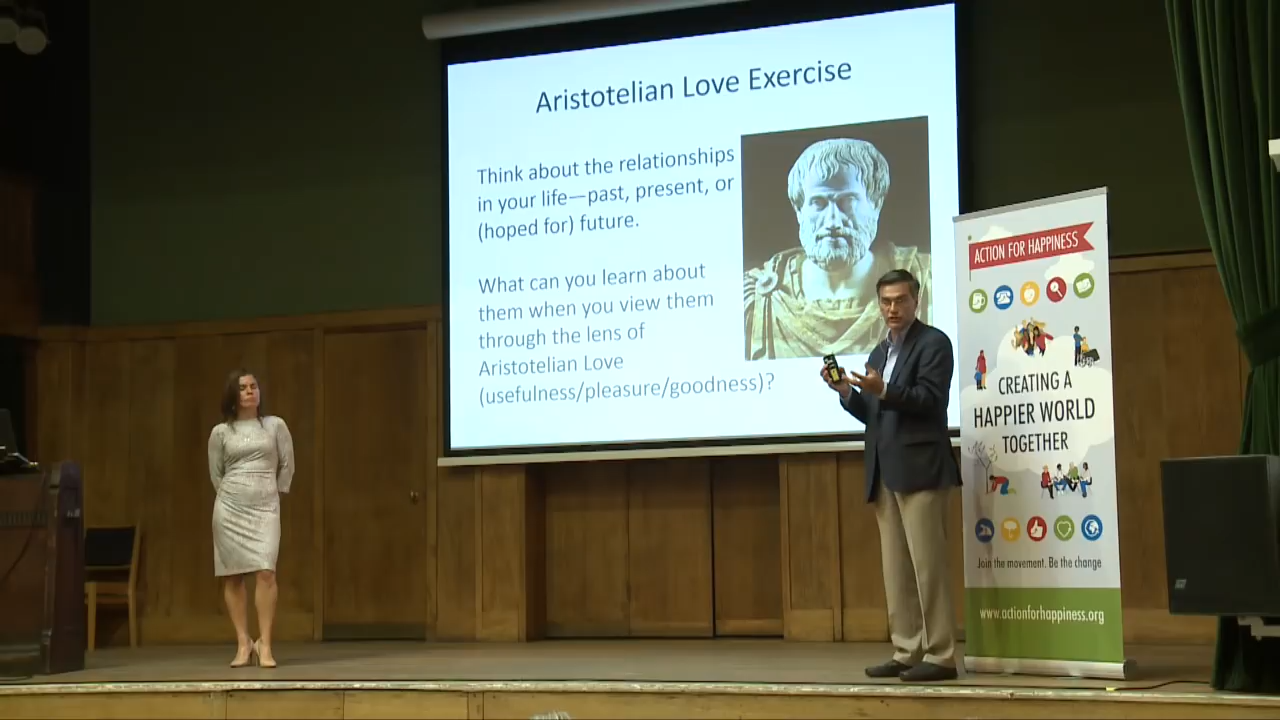 Aristotelian Love Exercise
Think about the relationships
in your life—past, present, or
(hoped for) future.
What can you learn about
them when you view them
through the lens of
Aristotelian Love
(usefulness/pleasure/goodness)?
ACTION FOR HAPPINESS
CREATING A
HAPPIER WORLD
TOGETHER
Join the movement. Be the change
www.actionforhappiness.org